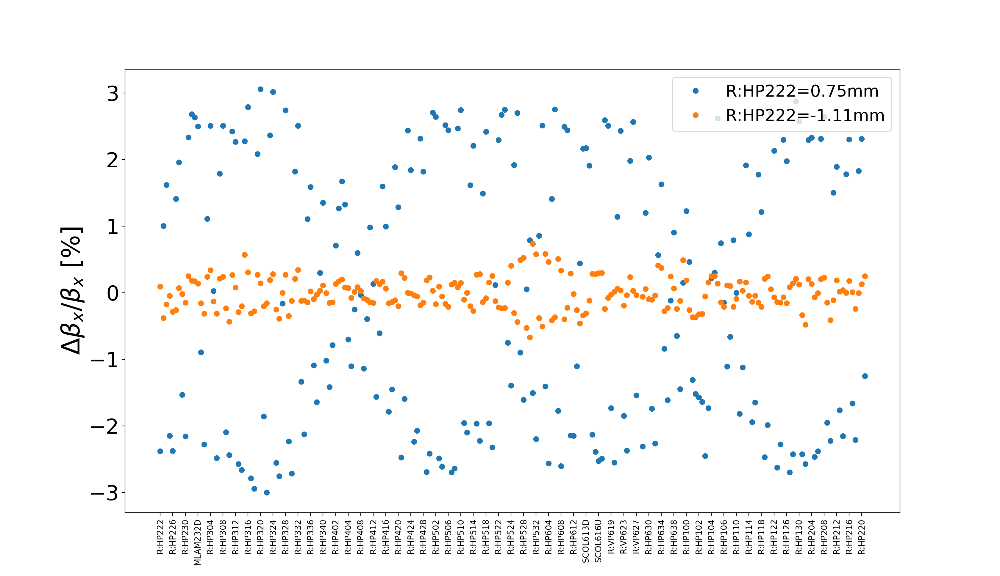 R:HP222=0.75mm
R:HP222=-1.11mm
Δβx/βx [%]
3
2
1
0
−1
−2
−3
R:HP222
R:HP226
R:HP230
MLAM232D
R:HP304
R:HP308
R:HP312
R:HP316
R:HP320
R:HP324
R:HP328
R:HP332
R:HP336
R:HP340
R:HP402
R:HP404
R:HP408
R:HP412
R:HP416
R:HP420
R:HP424
R:HP428
R:HP502
R:HP506
R:HP510
R:HP514
R:HP518
R:HP522
R:HP524
R:HP528
R:HP532
R:HP604
R:HP608
R:HP612
SCOL613D
SCOL616U
R:VP619
R:VP623
R:VP627
R:HP630
R:HP634
R:HP638
R:HP100
R:HP102
R:HP104
R:HP106
R:HP110
R:HP114
R:HP118
R:HP122
R:HP126
R:HP130
R:HP204
R:HP208
R:HP212
R:HP216
R:HP220